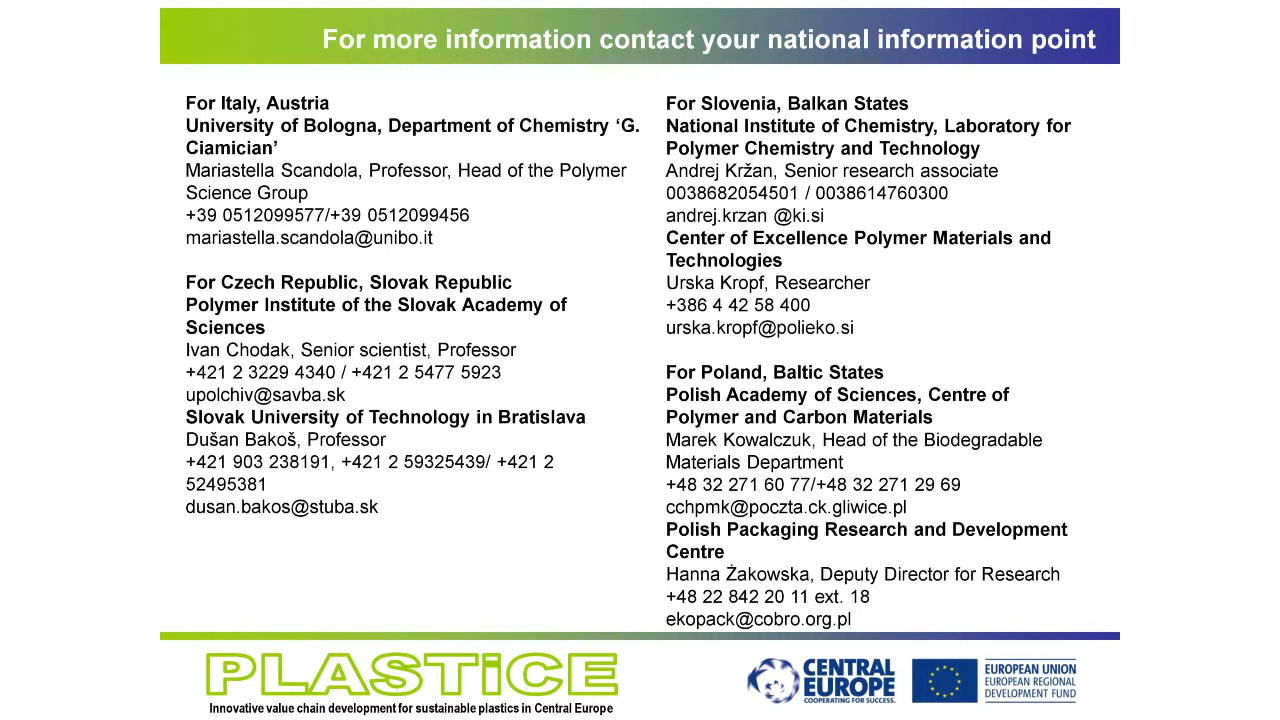 For more information contact your national information point
For Italy, Austria
University of Bologna, Department of Chemistry ‘G.
Ciamician’
Mariastella Scandola, Professor, Head of the Polymer
Science Group
+39 0512099577/+39 0512099456
mariastella.scandola@unibo.it
For Czech Republic, Slovak Republic
Polymer Institute of the Slovak Academy of
Sciences
Ivan Chodak, Senior scientist, Professor
+421 2 3229 4340 / +421 2 5477 5923
upolchiv@savba.sk
Slovak University of Technology in Bratislava
Dušan Bakoš, Professor
+421 903 238191, +421 2 59325439/ +421 2
52495381
dusan.bakos@stuba.sk
For Slovenia, Balkan States
National Institute of Chemistry, Laboratory for
Polymer Chemistry and Technology
Andrej Kržan, Senior research associate
0038682054501 / 0038614760300
andrej.krzan @ki.si
Center of Excellence Polymer Materials and
Technologies
Urska Kropf, Researcher
+386 4 42 58 400
urska.kropf@polieko.si
For Poland, Baltic States
Polish Academy of Sciences, Centre of
Polymer and Carbon Materials
Marek Kowalczuk, Head of the Biodegradable
Materials Department
+48 32 271 60 77/+48 32 271 29 69
cchpmk@poczta.ck.gliwice.pl
Polish Packaging Research and Development
Centre
Hanna Żakowska, Deputy Director for Research
+48 22 842 20 11 ext. 18
ekopack@cobro.org.pl
PLASTiCE
Innovative value chain development for sustainable plastics in Central Europe
CENTRAL
EUROPE
COOPERATING FOR SUCCESS.
EUROPEAN UNION
EUROPEAN REGIONAL
DEVELOPMENT FUND